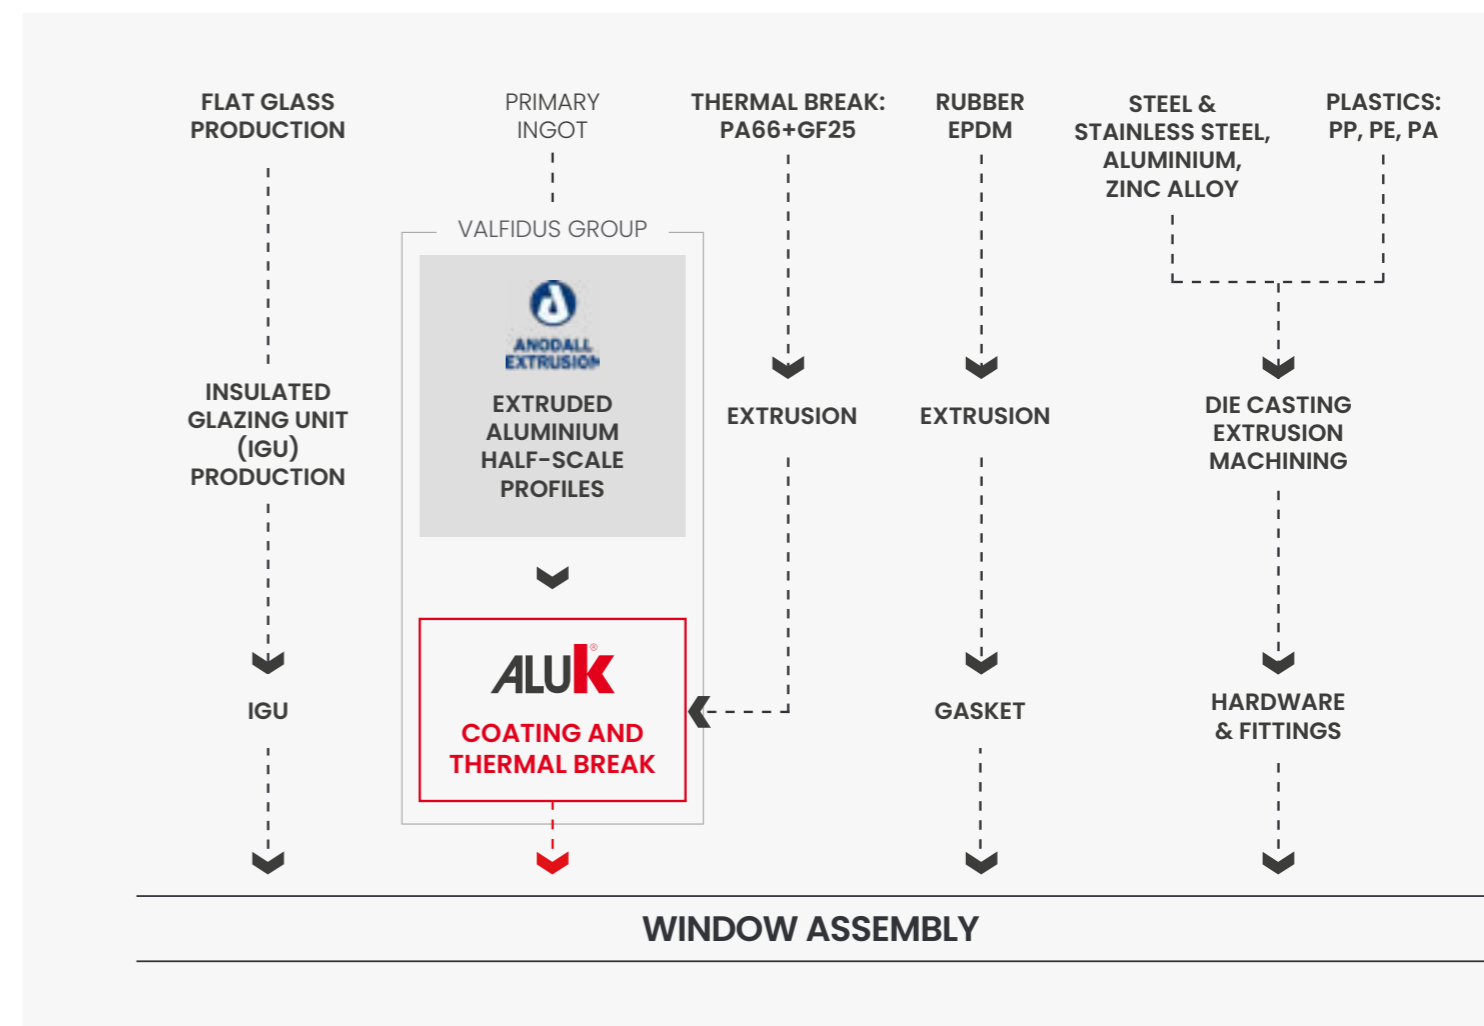 FLAT GLASS
PRODUCTION
PRIMARY
INGOT
THERMAL BREAK:
PA66+GF25
RUBBER
EPDM
STEEL &
STAINLESS STEEL,
ALUMINIUM,
ZINC ALLOY
PLASTICS:
PP, PE, PA
VALFIDUS GROUP
ANODALL
EXTRUSION
EXTRUDED
ALUMINIUM
HALF-SCALE
PROFILES
INSULATED
GLAZING UNIT
(IGU)
PRODUCTION
EXTRUSION
EXTRUSION
DIE CASTING
EXTRUSION
MACHINING
IGU
ALUK®
COATING AND
THERMAL BREAK
GASKET
HARDWARE
& FITTINGS
WINDOW ASSEMBLY